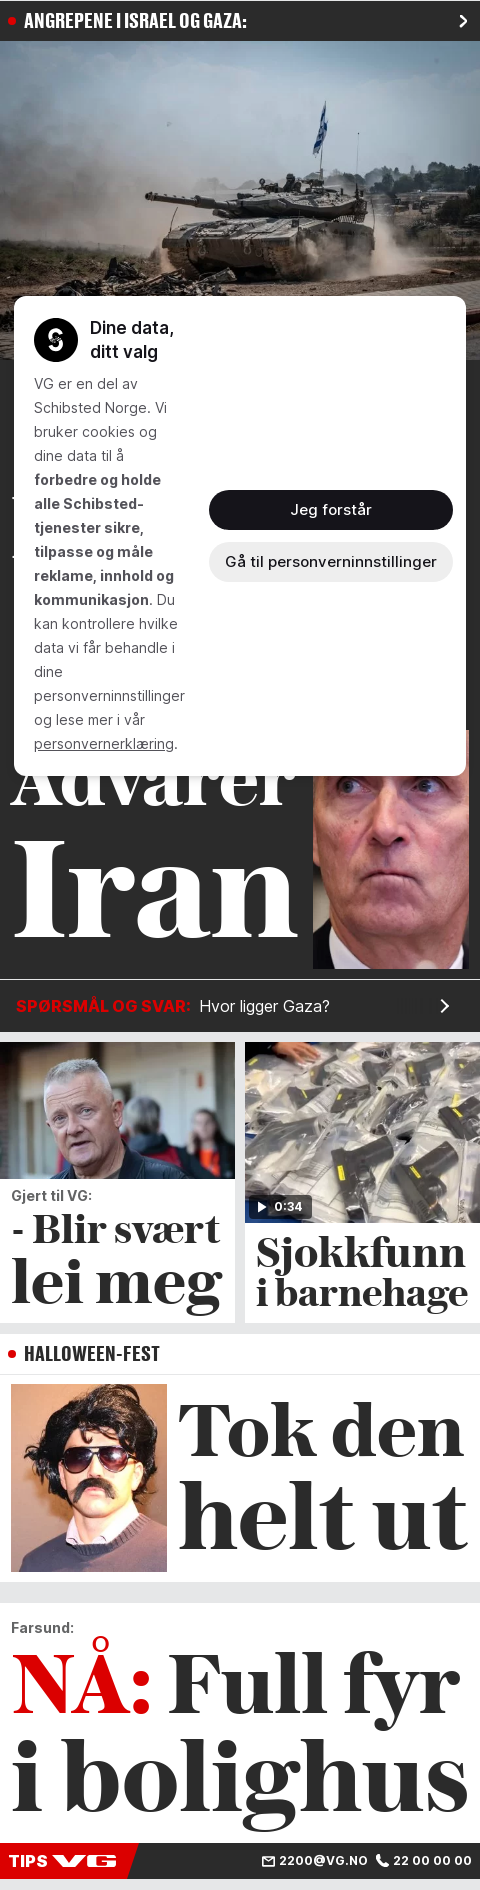 ANGREPENE I ISRAEL OG GAZA:
Dine data,
ditt valg
VG er en del av
Schibsted Norge. Vi
bruker cookies og
dine data til å
forbedre og holde
alle Schibsted-
tjenester sikre,
tilpasse og måle
reklame, innhold og
kommunikasjon. Du
kan kontrollere hvilke
data vi får behandle i
dine
personverninnstillinger
og lese mer i vår
personvernerklæring.
Jeg forstår
Gå til personverninnstillinger
Advarer
Iran
SPØRSMÅL OG SVAR: Hvor ligger Gaza?
Gjert til VG:
- Blir svært
lei meg
0:34
Sjokkfunn
i barnehage
HALLOWEEN-FEST
Tok den
helt ut
Farsund:
NÅ: Full fyr
i bolighus
TIPS VG 2200@VG.NO 22 00 00 00